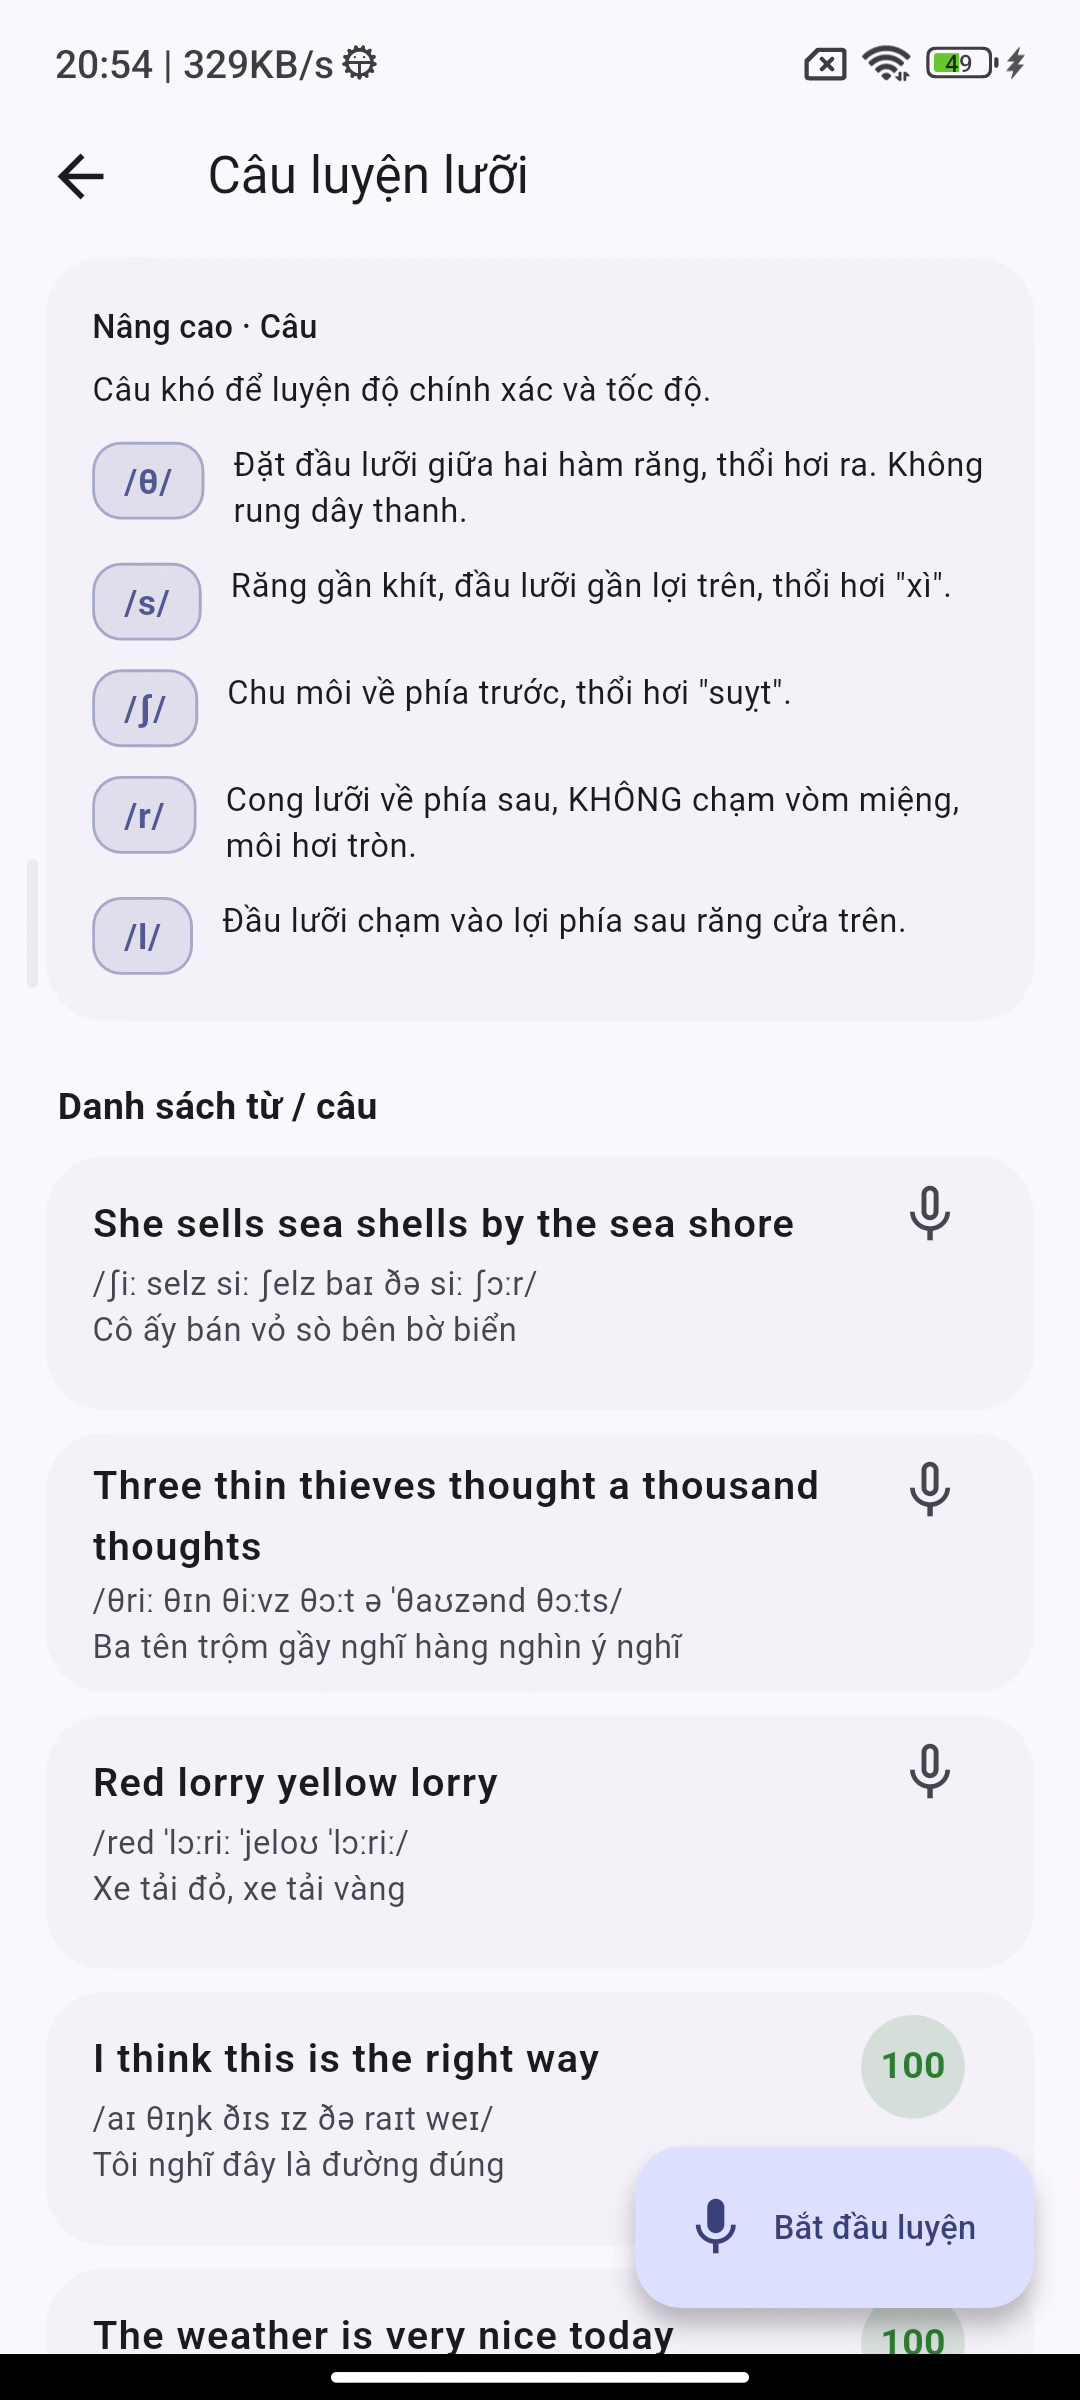 20:54 | 329KB/s
49
Câu luyện lưỡi
Nâng cao · Câu
Câu khó để luyện độ chính xác và tốc độ.
/θ/
Đặt đầu lưỡi giữa hai hàm răng, thổi hơi ra. Không
rung dây thanh.
/s/
Răng gần khít, đầu lưỡi gần lợi trên, thổi hơi "xì".
/ʃ/
Chu môi về phía trước, thổi hơi "suỵt".
/r/
Cong lưỡi về phía sau, KHÔNG chạm vòm miệng,
môi hơi tròn.
/l/
Đầu lưỡi chạm vào lợi phía sau răng cửa trên.
Danh sách từ / câu
She sells sea shells by the sea shore
/ʃiː selz siː ʃelz baɪ ðə siː ʃɔːr/
Cô ấy bán vỏ sò bên bờ biển
Three thin thieves thought a thousand
thoughts
/θriː θɪn θiːvz θɔːt ə ˈθaʊzənd θɔːts/
Ba tên trộm gầy nghĩ hàng nghìn ý nghĩ
Red lorry yellow lorry
/red ˈlɔːriː ˈjeloʊ ˈlɔːriː/
Xe tải đỏ, xe tải vàng
I think this is the right way
100
/aɪ θɪŋk ðɪs ɪz ðə raɪt weɪ/
Tôi nghĩ đây là đường đúng
Bắt đầu luyện
The weather is very nice today
100